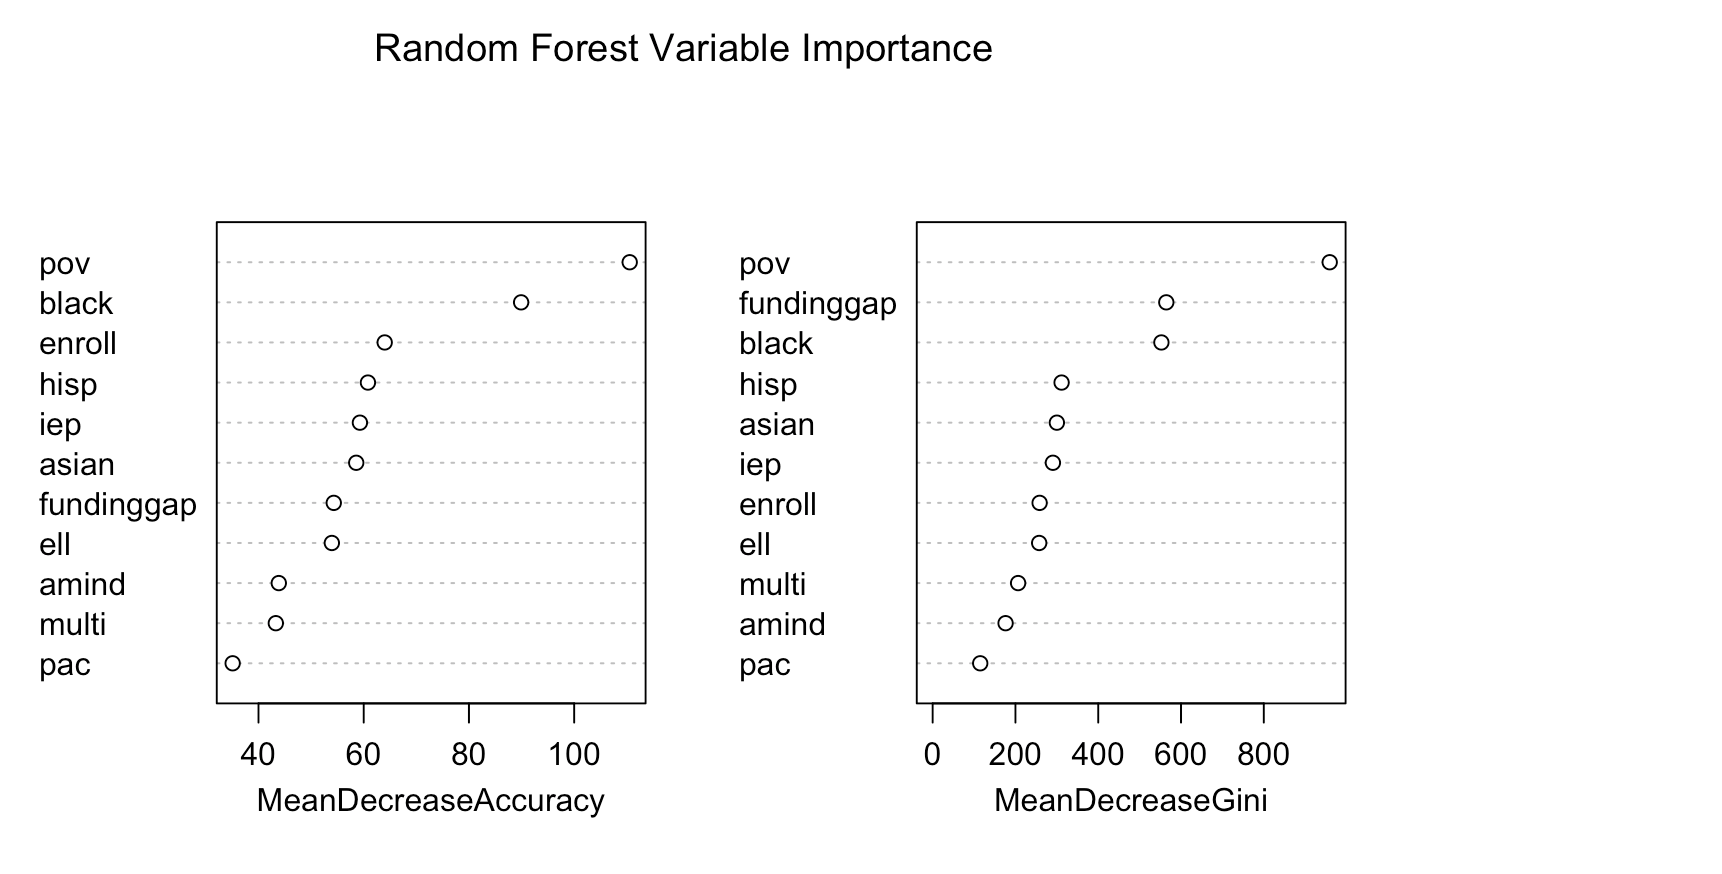 Random Forest Variable Importance
pov
black
enroll
hisp
iep
asian
fundinggap
ell
amind
multi
pac
40 60 80 100
MeanDecreaseAccuracy
pov
fundinggap
black
hisp
asian
iep
enroll
ell
multi
amind
pac
0 200 400 600 800
MeanDecreaseGini